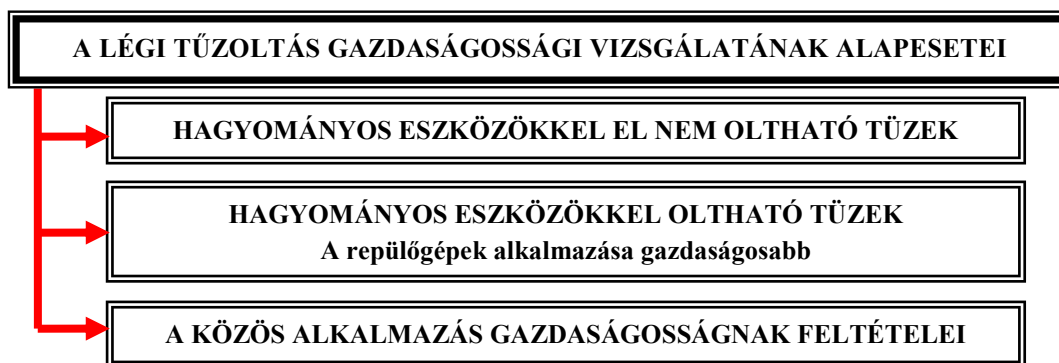 A LÉGI TŰZOLTÁS GAZDASÁGOSSÁGI VIZSGÁLATÁNAK ALAPESETEI
HAGYOMÁNYOS ESZKÖZÖKKEL EL NEM OLTHATÓ TÜZEK
HAGYOMÁNYOS ESZKÖZÖKKEL OLTHATÓ TÜZEK
A repülőgépek alkalmazása gazdaságosabb
A KÖZÖS ALKALMAZÁS GAZDASÁGOSSÁGNAK FELTÉTELEI